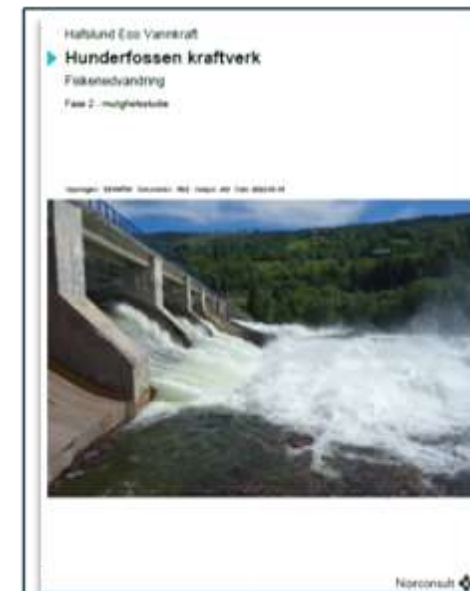 Hafslund Eco Vannkraft
Hunderfossen kraftverk
Fiskenedvandring
Fase 2 - mulighetsstudie
Norconsult